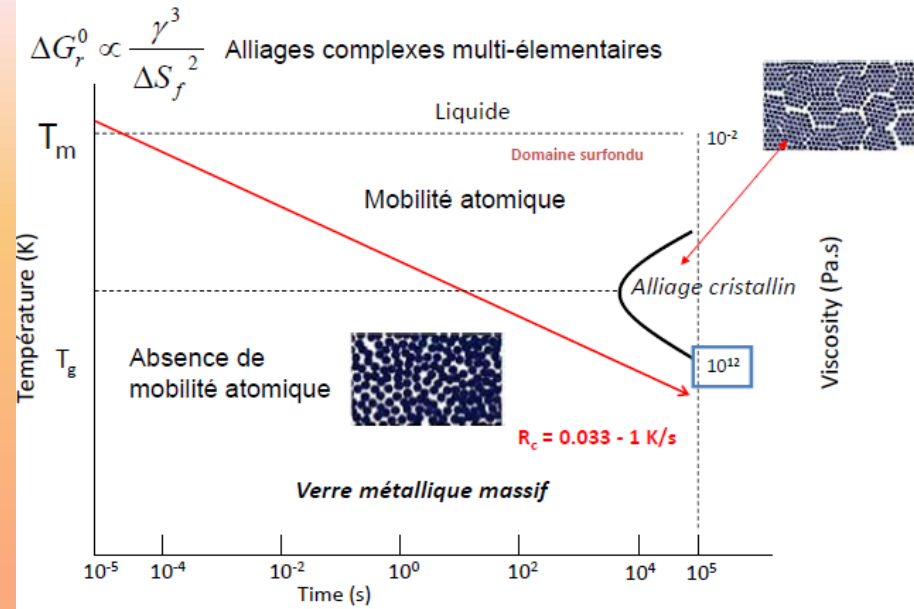 ΔG_r^0 ∝ γ^3 / ΔS_f^2
Alliages complexes multi-élementaires
Liquide
T_m
10^-2
Domaine surfondu
Mobilité atomique
Température (K)
Viscosity (Pa.s)
Alliage cristallin
T_g
Absence de
mobilité atomique
10^12
R_c = 0.033 - 1 K/s
Verre métallique massif
10^-5
10^-4
10^-2
10^0
10^2
10^4
10^5
Time (s)